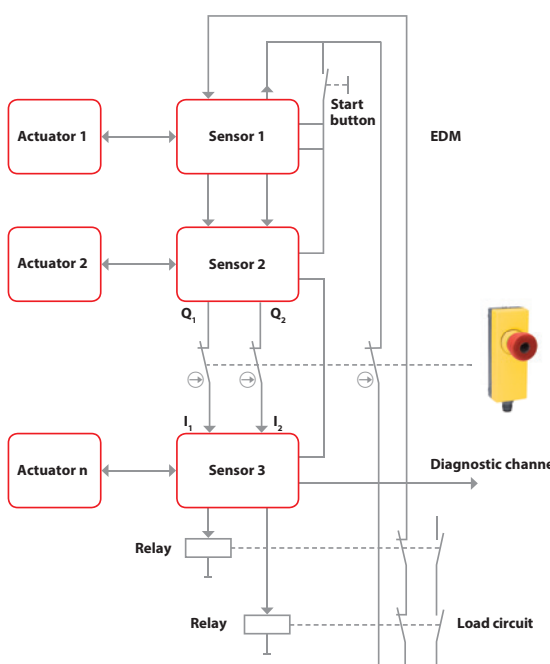 Start
button
Actuator 1
Sensor 1
EDM
Actuator 2
Sensor 2
Q1
Q2
I1
I2
Actuator n
Sensor 3
Diagnostic channe
Relay
Relay
Load circuit